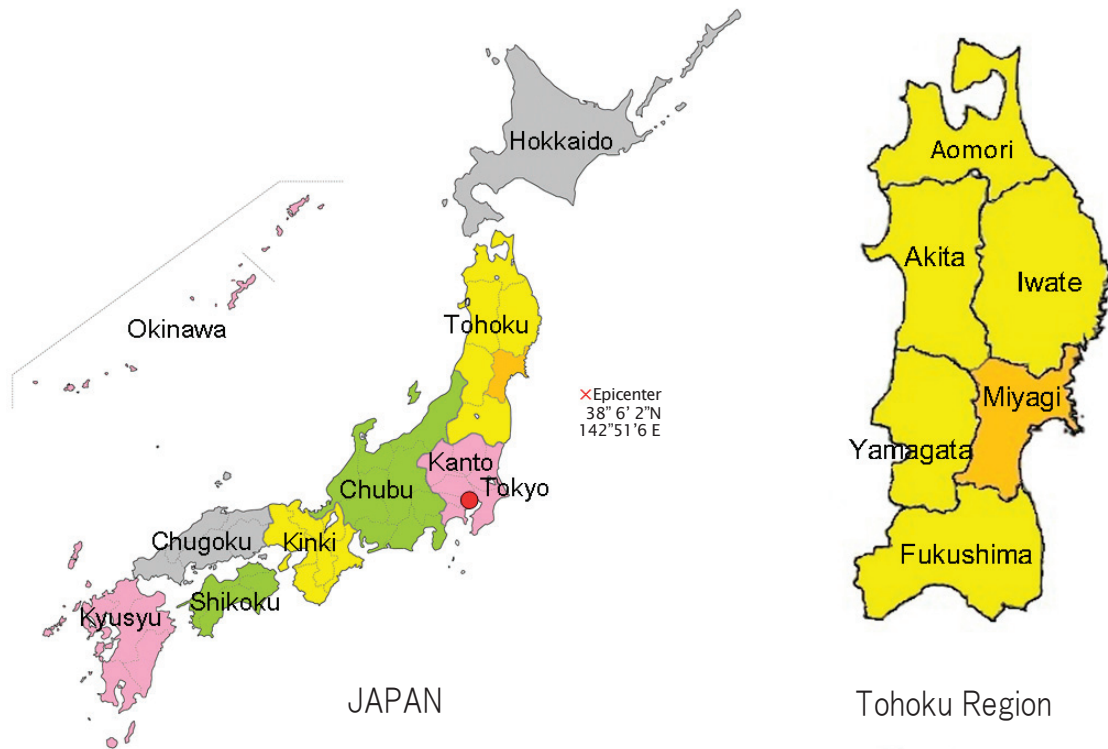 Hokkaido
Okinawa
Tohoku
×Epicenter
38” 6’ 2”N
142”51’6 E
Kanto
Tokyo
Chubu
Chugoku
Kinki
Shikoku
Kyusyu
JAPAN
Aomori
Akita
Iwate
Miyagi
Yamagata
Fukushima
Tohoku Region